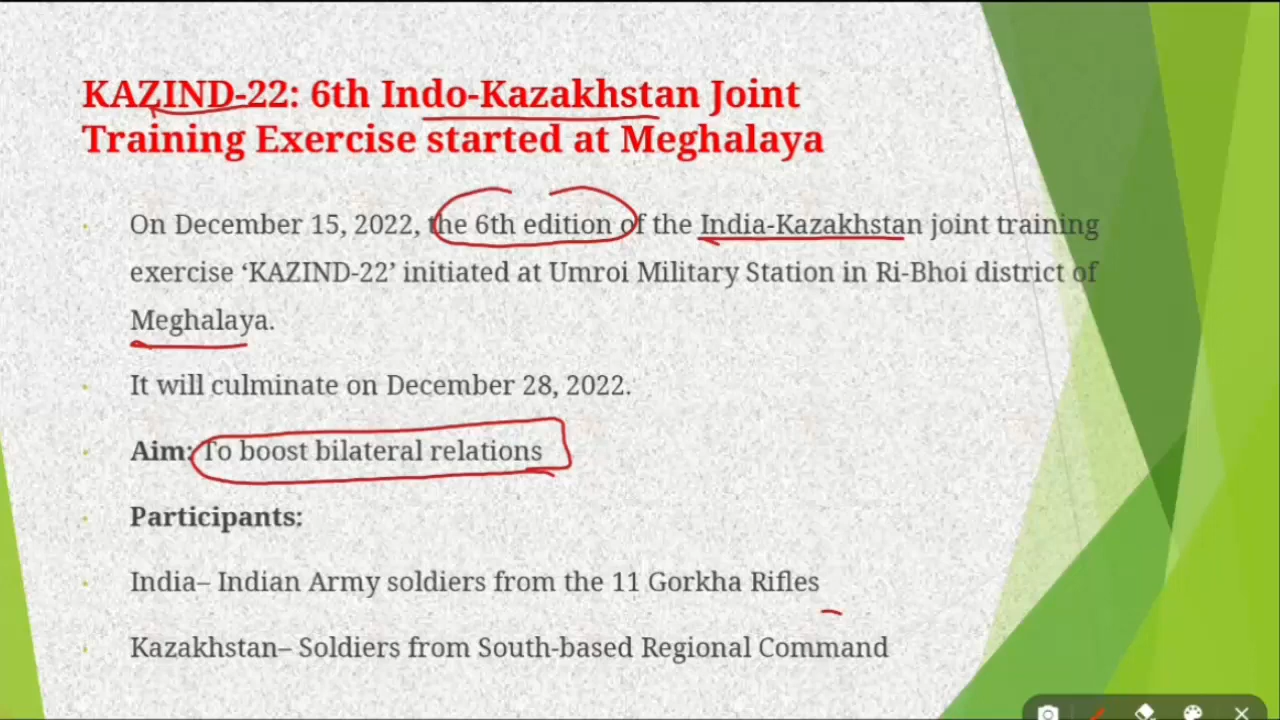 KAZIND-22: 6th Indo-Kazakhstan Joint
Training Exercise started at Meghalaya
On December 15, 2022, the 6th edition of the India-Kazakhstan joint training
exercise ‘KAZIND-22’ initiated at Umroi Military Station in Ri-Bhoi district of
Meghalaya.
It will culminate on December 28, 2022.
Aim: To boost bilateral relations
Participants:
India– Indian Army soldiers from the 11 Gorkha Rifles
Kazakhstan– Soldiers from South-based Regional Command